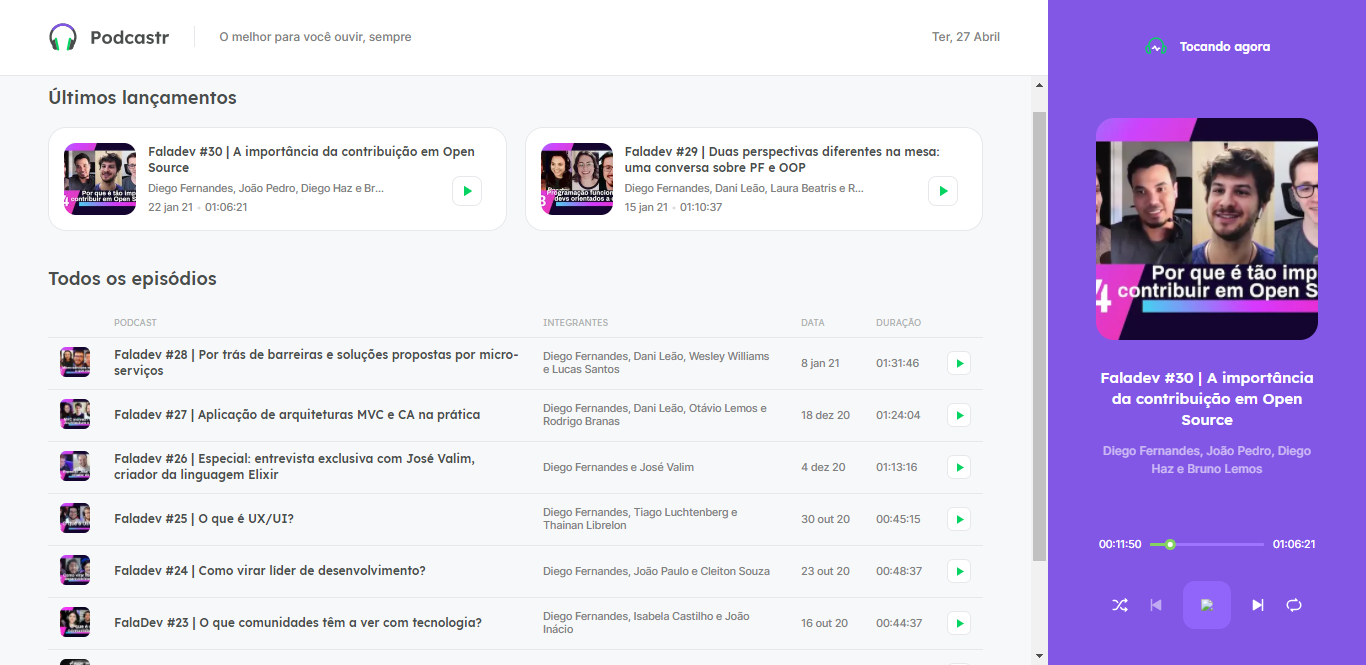 Podcastr
O melhor para você ouvir, sempre
Ter, 27 Abril
Tocando agora
Últimos lançamentos
Por que é tão imp
contribuir em Open Sour
Faladev #30 | A importância da contribuição em Open
Source
Diego Fernandes, João Pedro, Diego Haz e Br...
22 jan 21 • 01:06:21
Programação funcion
devs orientados a
Faladev #29 | Duas perspectivas diferentes na mesa:
uma conversa sobre PF e OOP
Diego Fernandes, Dani Leão, Laura Beatris e R...
15 jan 21 • 01:10:37
Todos os episódios
PODCAST INTEGRANTES DATA DURAÇÃO
Faladev #28 | Por trás de barreiras e soluções propostas por micro-
serviços
Diego Fernandes, Dani Leão, Wesley Williams
e Lucas Santos
8 jan 21
01:31:46
Faladev #27 | Aplicação de arquiteturas MVC e CA na prática
Diego Fernandes, Dani Leão, Otávio Lemos e
Rodrigo Branas
18 dez 20
01:24:04
Faladev #26 | Especial: entrevista exclusiva com José Valim,
criador da linguagem Elixir
Diego Fernandes e José Valim
4 dez 20
01:13:16
Faladev #25 | O que é UX/UI?
Diego Fernandes, Tiago Luchtenberg e
Thainan Librelon
30 out 20
00:45:15
Faladev #24 | Como virar líder de desenvolvimento?
Diego Fernandes, João Paulo e Cleiton Souza
23 out 20
00:48:37
FalaDev #23 | O que comunidades têm a ver com tecnologia?
Diego Fernandes, Isabela Castilho e João
Inácio
16 out 20
00:44:37
Por que é tão imp
4 contribuir em Open S
Faladev #30 | A importância
da contribuição em Open
Source
Diego Fernandes, João Pedro, Diego
Haz e Bruno Lemos
00:11:50 01:06:21